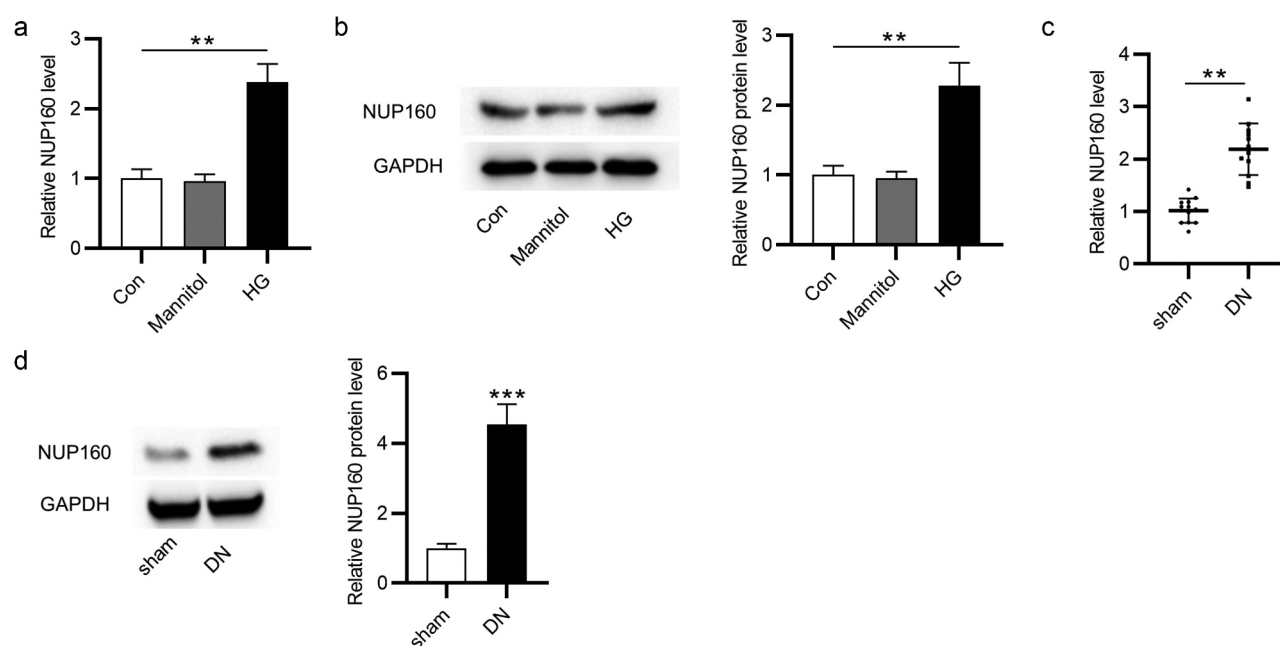 a
Relative NUP160 level
3
2
1
0
**
Con
Mannitol
HG
b
NUP160
GAPDH
Con
Mannitol
HG
Relative NUP160 protein level
3
2
1
0
**
Con
Mannitol
HG
c
Relative NUP160 level
4
3
2
1
0
**
sham
DN
d
NUP160
GAPDH
sham
DN
Relative NUP160 protein level
6
4
2
0
***
sham
DN